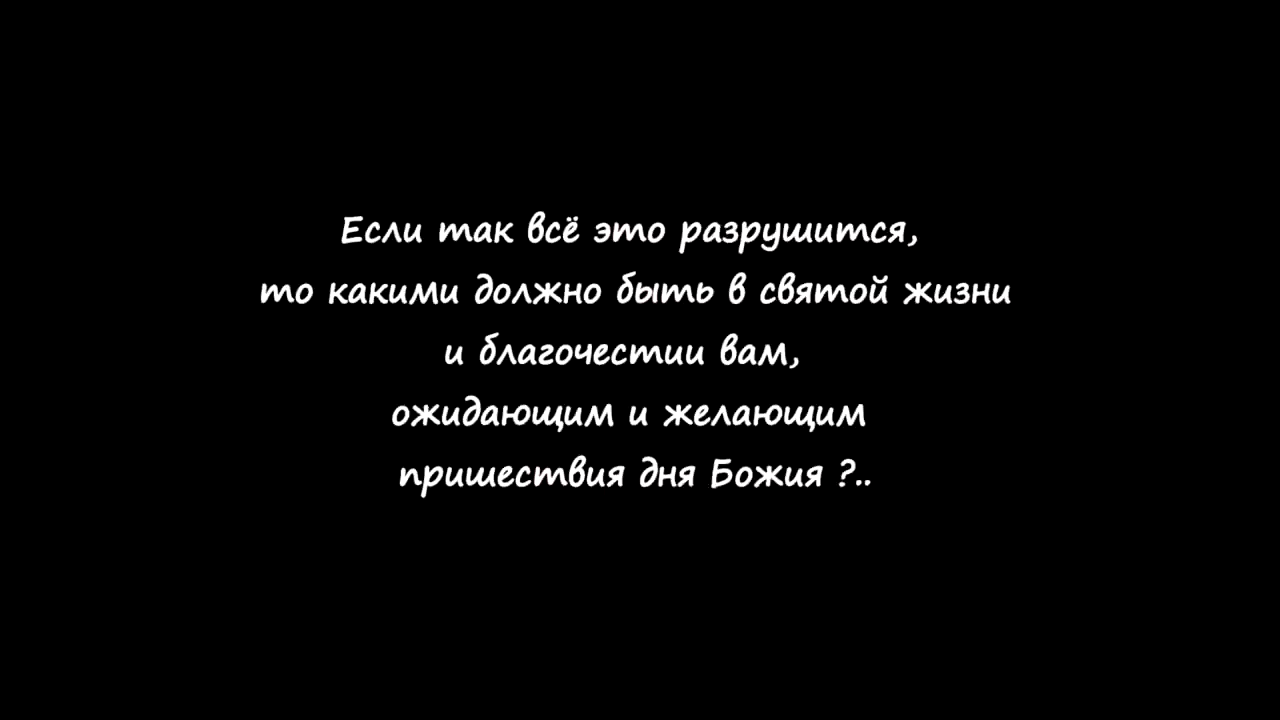 Если так всё это разрушится,
то какими должно быть в святой жизни
и благочестии вам,
ожидающим и желающим
пришествия дня Божия ?..